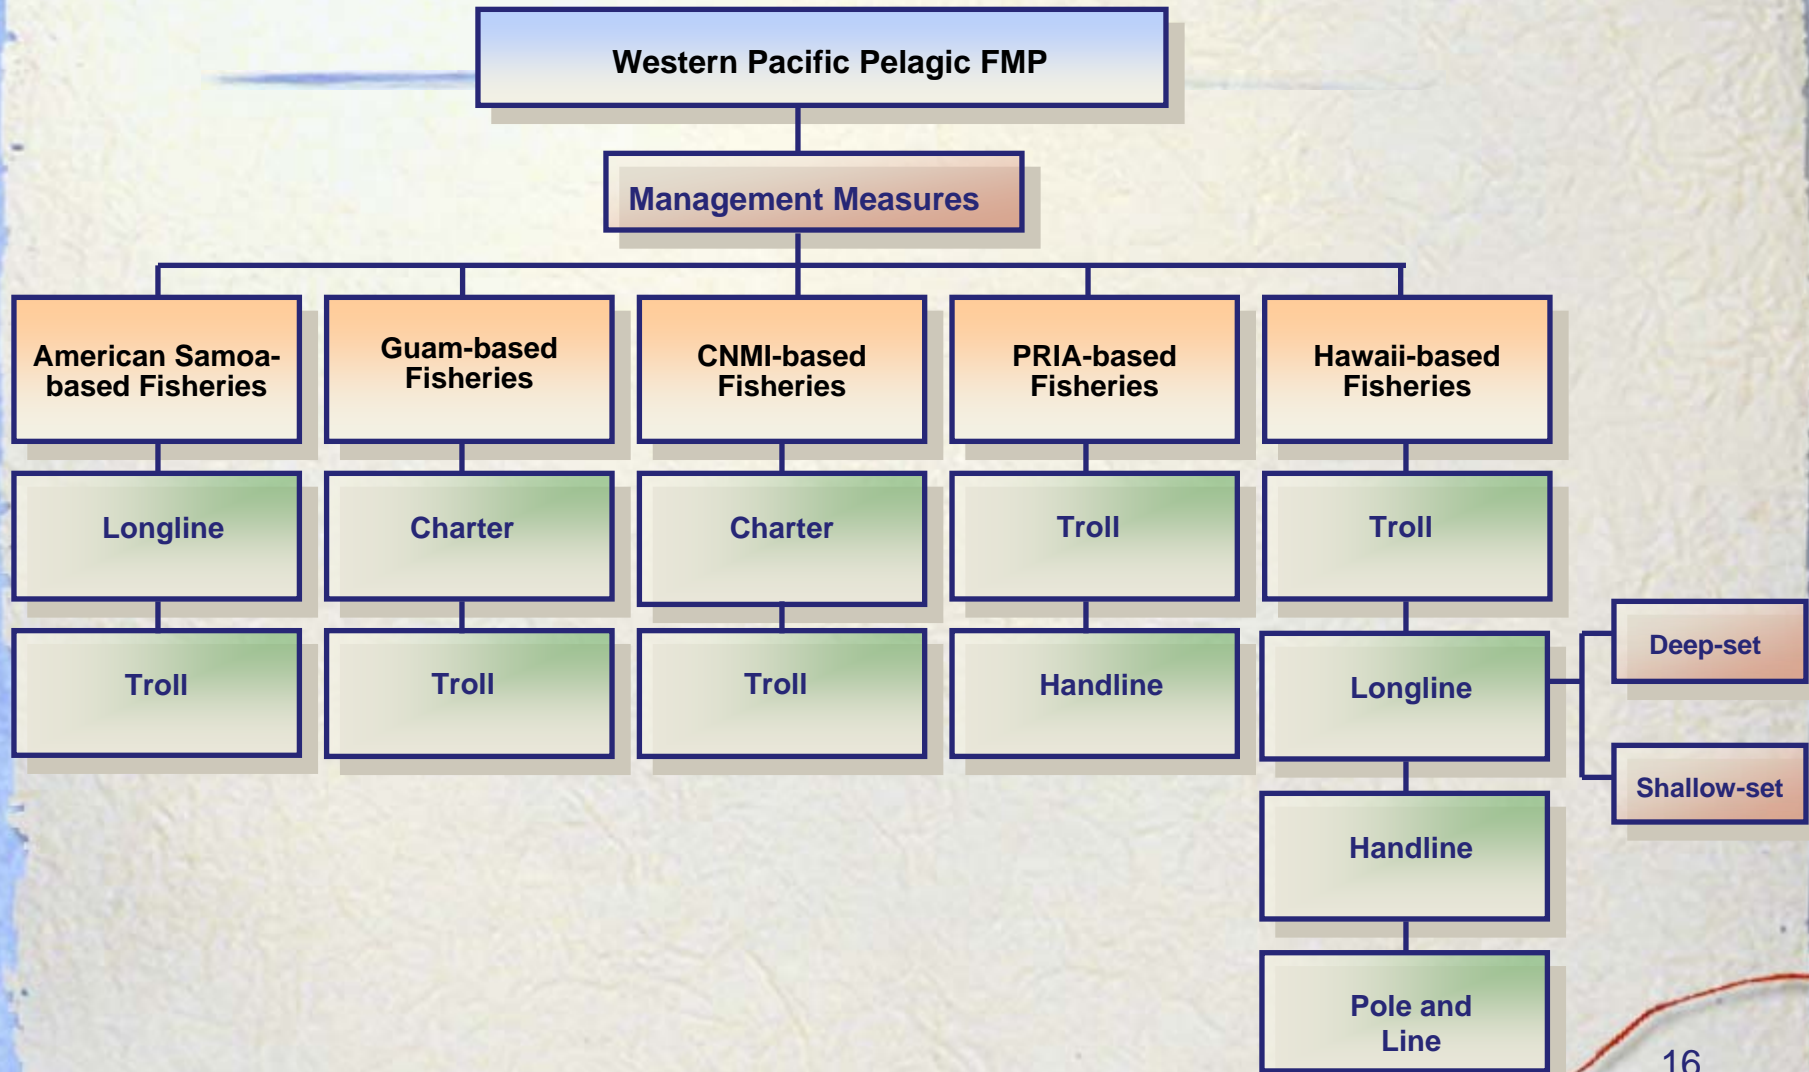 Western Pacific Pelagic FMP
Management Measures
American Samoa-
based Fisheries
Guam-based
Fisheries
CNMI-based
Fisheries
PRIA-based
Fisheries
Hawaii-based
Fisheries
Longline
Charter
Charter
Troll
Troll
Troll
Troll
Troll
Handline
Longline
Deep-set
Shallow-set
Handline
Pole and
Line
16